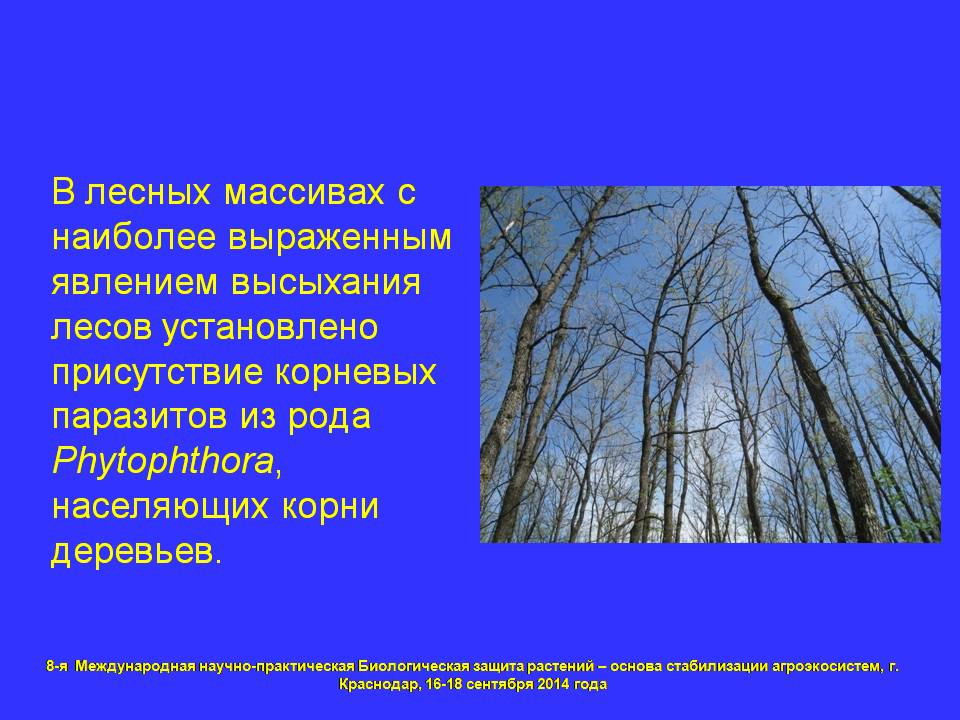 В лесных массивах с
наиболее выраженным
явлением высыхания
лесов установлено
присутствие корневых
паразитов из рода
Phytophthora,
населяющих корни
деревьев.
8-я Международная научно-практическая Биологическая защита растений – основа стабилизации агроэкосистем, г.
Краснодар, 16-18 сентября 2014 года